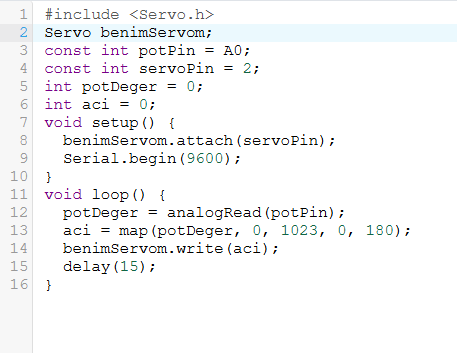 1 #include <Servo.h>
2 Servo benimServom;
3 const int potPin = A0;
4 const int servoPin = 2;
5 int potDeger = 0;
6 int aci = 0;
7 void setup() {
8   benimServom.attach(servoPin);
9   Serial.begin(9600);
10 }
11 void loop() {
12   potDeger = analogRead(potPin);
13   aci = map(potDeger, 0, 1023, 0, 180);
14   benimServom.write(aci);
15   delay(15);
16 }